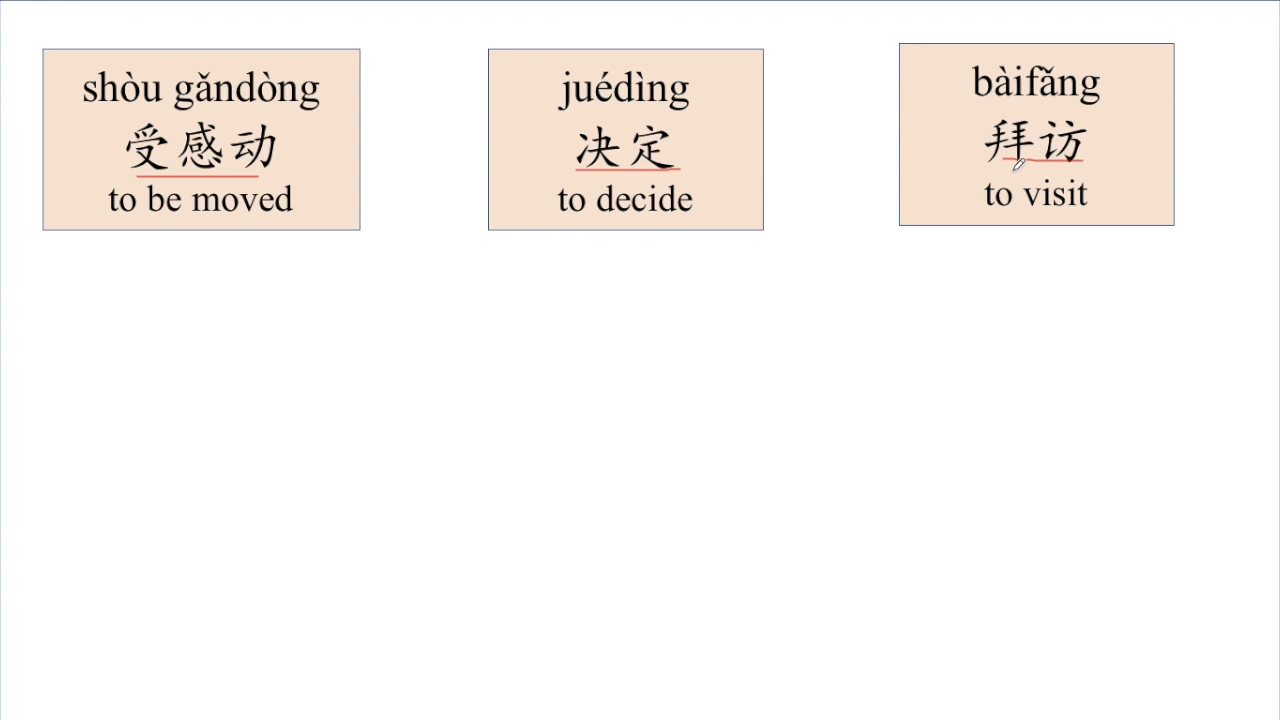 shòu gǎndòng
受感动
to be moved
juédìng
决定
to decide
bàifǎng
拜访
to visit